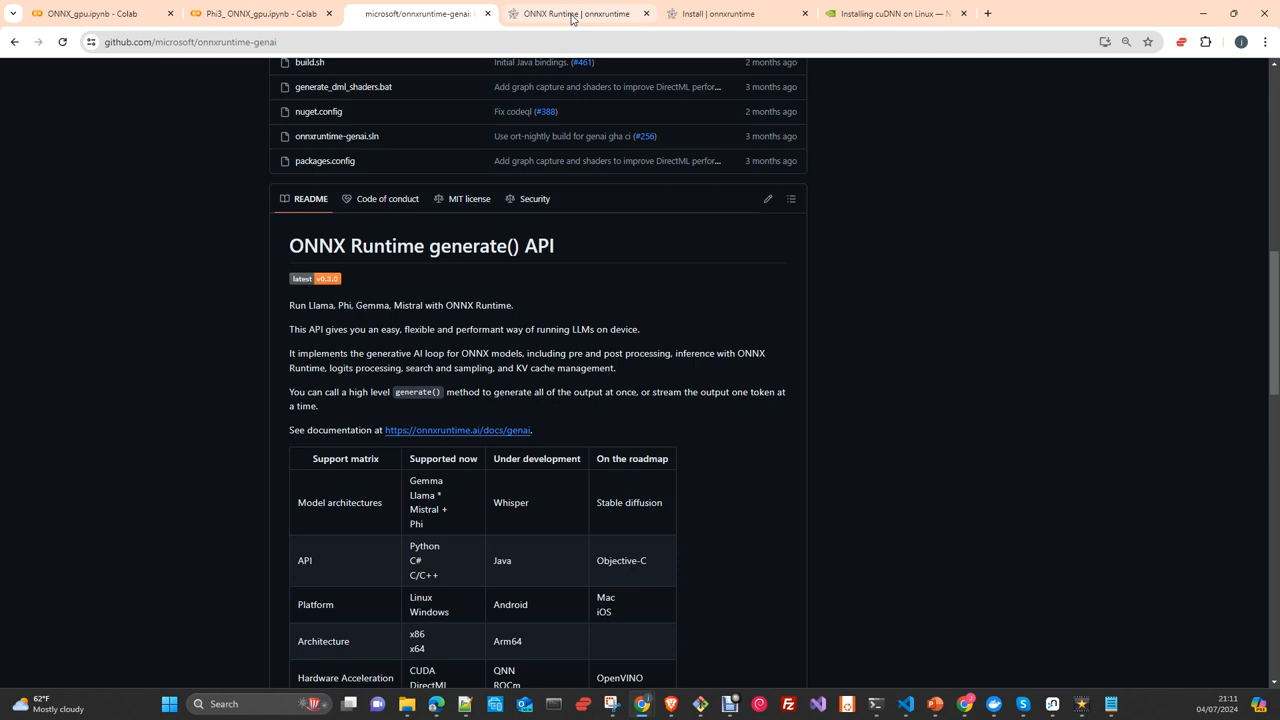 ONNX_gpu.ipynb - Colab
Phi3_ ONNX_gpu.ipynb - Colab
microsoft/onnxruntime-genai:
ONNX Runtime | onnxruntime
Install | onnxruntime
Installing cuDNN on Linux — N
github.com/microsoft/onnxruntime-genai
build.sh Initial Java bindings. (#461) 2 months ago
generate_dml_shaders.bat Add graph capture and shaders to improve DirectML perfor... 3 months ago
nuget.config Fix codeql (#388) 2 months ago
onnxruntime-genai.sln Use ort-nightly build for genai gha ci (#256) 3 months ago
packages.config Add graph capture and shaders to improve DirectML perfor... 3 months ago
README Code of conduct MIT license Security
ONNX Runtime generate() API
latest v0.3.0
Run Llama, Phi, Gemma, Mistral with ONNX Runtime.
This API gives you an easy, flexible and performant way of running LLMs on device.
It implements the generative AI loop for ONNX models, including pre and post processing, inference with ONNX
Runtime, logits processing, search and sampling, and KV cache management.
You can call a high level generate() method to generate all of the output at once, or stream the output one token at
a time.
See documentation at https://onnxruntime.ai/docs/genai.
Support matrix Supported now Under development On the roadmap
Model architectures
Gemma
Llama *
Mistral +
Phi
Whisper
Stable diffusion
API
Python
C#
C/C++
Java
Objective-C
Platform
Linux
Windows
Android
Mac
iOS
Architecture
x86
x64
Arm64
Hardware Acceleration
CUDA
DirectML
QNN
ROCm
OpenVINO
62°F
Mostly cloudy
Search
21:11
04/07/2024